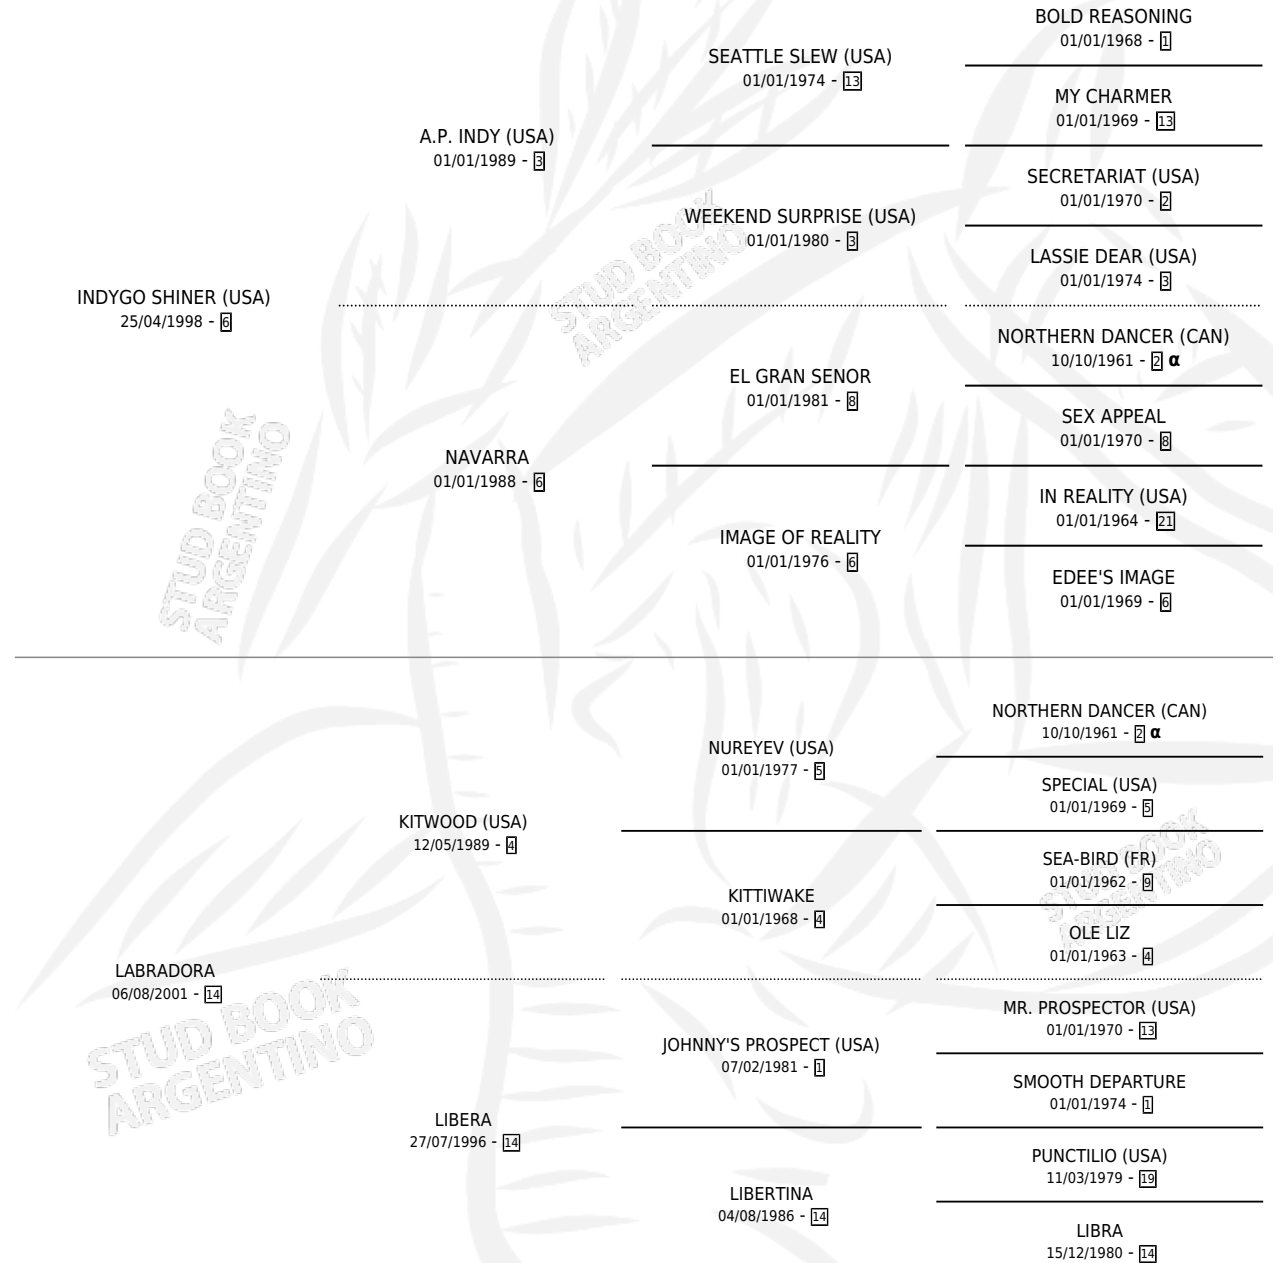 BOLD REASONING
01/01/1968 - 1
SEATTLE SLEW (USA)
01/01/1974 - 13
MY CHARMER
01/01/1969 - 13
A.P. INDY (USA)
01/01/1989 - 3
SECRETARIAT (USA)
01/01/1970 - 2
WEEKEND SURPRISE (USA)
01/01/1980 - 3
LASSIE DEAR (USA)
01/01/1974 - 3
INDYGO SHINER (USA)
25/04/1998 - 6
NORTHERN DANCER (CAN)
10/10/1961 - 2 α
EL GRAN SENOR
01/01/1981 - 8
SEX APPEAL
01/01/1970 - 8
NAVARRA
01/01/1988 - 6
IN REALITY (USA)
01/01/1964 - 21
IMAGE OF REALITY
01/01/1976 - 6
EDEE'S IMAGE
01/01/1969 - 6
NORTHERN DANCER (CAN)
10/10/1961 - 2 α
NUREYEV (USA)
01/01/1977 - 5
SPECIAL (USA)
01/01/1969 - 5
KITWOOD (USA)
12/05/1989 - 4
SEA-BIRD (FR)
01/01/1962 - 9
KITTIWAKE
01/01/1968 - 4
OLE LIZ
01/01/1963 - 4
LABRADORA
06/08/2001 - 14
MR. PROSPECTOR (USA)
01/01/1970 - 13
JOHNNY'S PROSPECT (USA)
07/02/1981 - 1
SMOOTH DEPARTURE
01/01/1974 - 1
LIBERA
27/07/1996 - 14
PUNCTILIO (USA)
11/03/1979 - 19
LIBERTINA
04/08/1986 - 14
LIBRA
15/12/1980 - 14
STUD BOOK
ARGENTINO
STUD BOOK
ARGENTINO
STUD BOOK
ARGENTINO
STUD BOOK
ARGENTINO